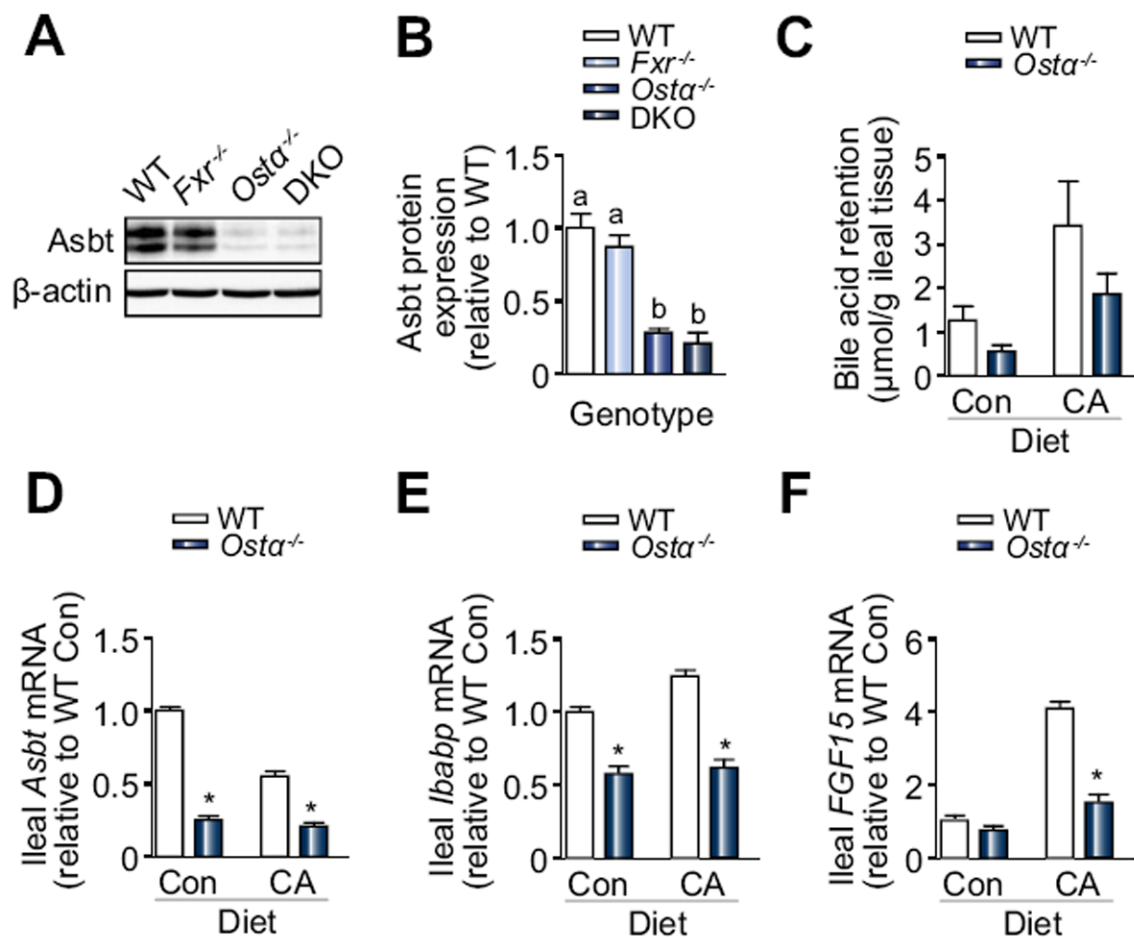 A
WT
Fxr-/-
Ostα-/-
DKO
Asbt
β-actin
B
WT
Fxr-/-
Ostα-/-
DKO
Asbt protein
expression
(relative to WT)
1.5
1.0
0.5
0
a
a
b
b
Genotype
C
WT
Ostα-/-
Bile acid retention
(μmol/g ileal tissue)
5
4
3
2
1
0
Con
CA
Diet
D
WT
Ostα-/-
Ileal Asbt mRNA
(relative to WT Con)
1.5
1.0
0.5
0
*
*
Con
CA
Diet
E
WT
Ostα-/-
Ileal Ibabp mRNA
(relative to WT Con)
1.5
1.0
0.5
0
*
*
Con
CA
Diet
F
WT
Ostα-/-
Ileal FGF15 mRNA
(relative to WT Con)
6
4
2
0
*
Con
CA
Diet